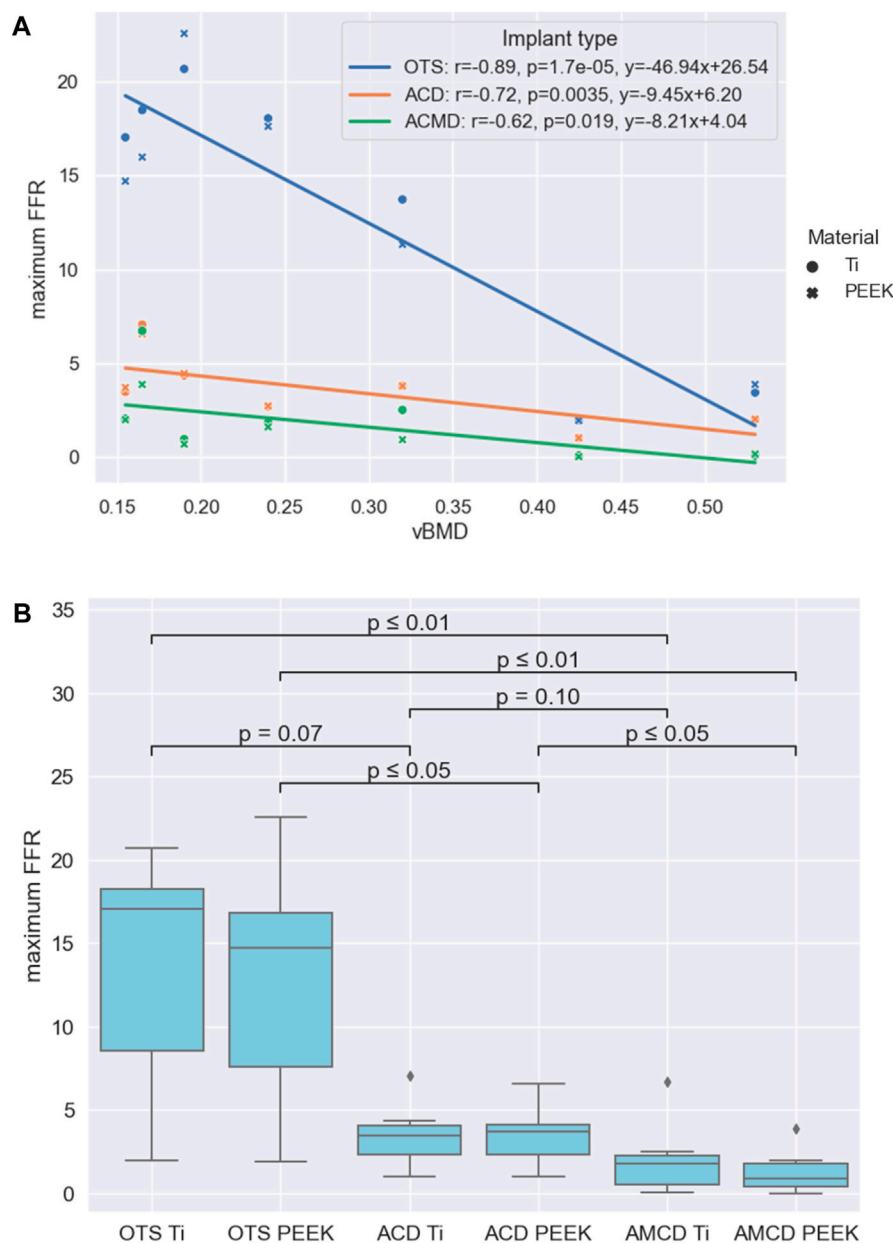 A
Implant type
OTS: r=-0.89, p=1.7e-05, y=-46.94x+26.54
ACD: r=-0.72, p=0.0035, y=-9.45x+6.20
ACMD: r=-0.62, p=0.019, y=-8.21x+4.04
20
15
10
5
0
maximum FFR
0.15 0.20 0.25 0.30 0.35 0.40 0.45 0.50
vBMD
Material
Ti
PEEK
B
35
30
25
20
15
10
5
0
maximum FFR
p ≤ 0.01
p ≤ 0.01
p = 0.10
p = 0.07 p ≤ 0.05
p ≤ 0.05
OTS Ti OTS PEEK ACD Ti ACD PEEK AMCD Ti AMCD PEEK